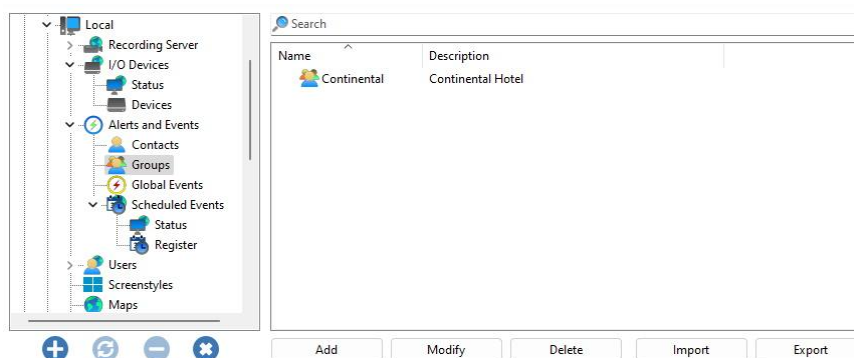 Local
Recording Server
I/O Devices
Status
Devices
Alerts and Events
Contacts
Groups
Global Events
Scheduled Events
Status
Register
Users
Screenstyles
Maps
Search
Name Description
Continental Continental Hotel
Add Modify Delete Import Export